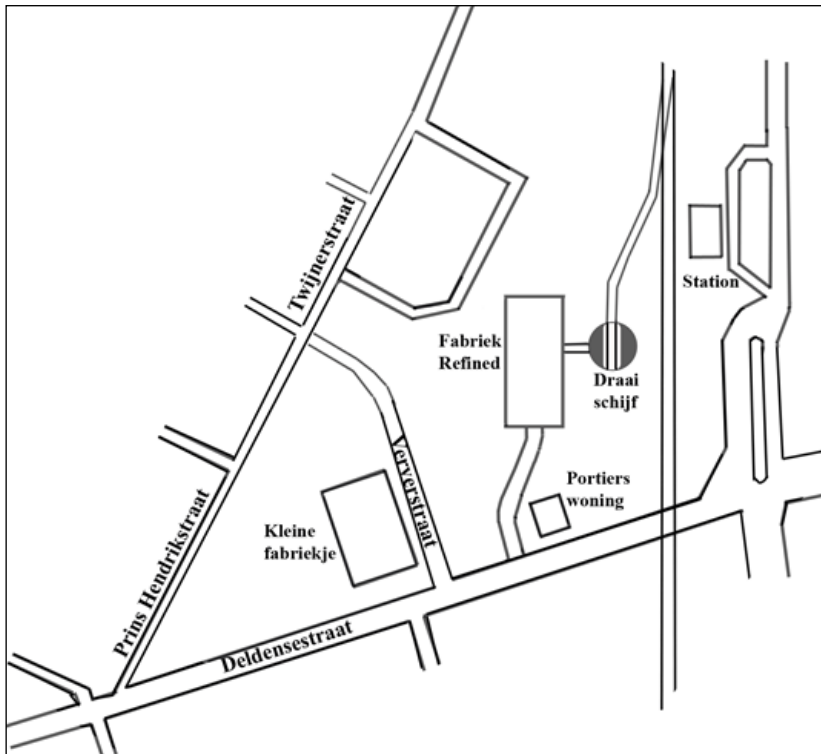 Twijnerstraat
Station
Fabriek
Refined
Draai
schijf
Ververstraat
Portiers
woning
Kleine
fabriekje
Prins Hendrikstraat
Deldensestraat